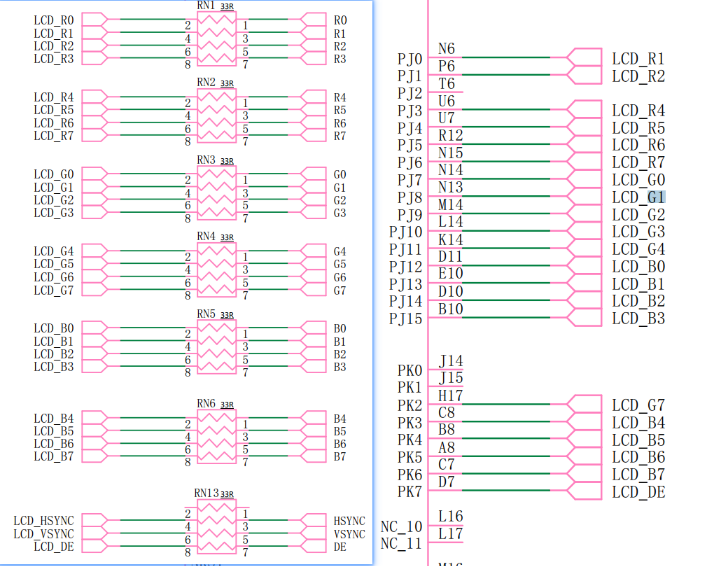 RN1 33R
LCD_R0 2 1 R0
LCD_R1 4 3 R1
LCD_R2 6 5 R2
LCD_R3 8 7 R3
RN2 33R
LCD_R4 2 1 R4
LCD_R5 4 3 R5
LCD_R6 6 5 R6
LCD_R7 8 7 R7
RN3 33R
LCD_G0 2 1 G0
LCD_G1 4 3 G1
LCD_G2 6 5 G2
LCD_G3 8 7 G3
RN4 33R
LCD_G4 2 1 G4
LCD_G5 4 3 G5
LCD_G6 6 5 G6
LCD_G7 8 7 G7
RN5 33R
LCD_B0 2 1 B0
LCD_B1 4 3 B1
LCD_B2 6 5 B2
LCD_B3 8 7 B3
RN6 33R
LCD_B4 2 1 B4
LCD_B5 4 3 B5
LCD_B6 6 5 B6
LCD_B7 8 7 B7
RN13 33R
2 1
LCD_HSYNC 4 3 HSYNC
LCD_VSYNC 6 5 VSYNC
LCD_DE 8 7 DE
PJ0 N6 LCD_R1
PJ1 P6 LCD_R2
PJ2 T6
PJ3 U6 LCD_R4
PJ4 U7 LCD_R5
PJ5 R12 LCD_R6
PJ6 N15 LCD_R7
PJ7 N14 LCD_G0
PJ8 N13 LCD_G1
PJ9 M14 LCD_G2
PJ10 L14 LCD_G3
PJ11 K14 LCD_G4
PJ12 D11 LCD_B0
PJ13 E10 LCD_B1
PJ14 D10 LCD_B2
PJ15 B10 LCD_B3
PK0 J14
PK1 J15
PK2 H17 LCD_G7
PK3 C8 LCD_B4
PK4 B8 LCD_B5
PK5 A8 LCD_B6
PK6 C7 LCD_B7
PK7 D7 LCD_DE
NC_10 L16
NC_11 L17